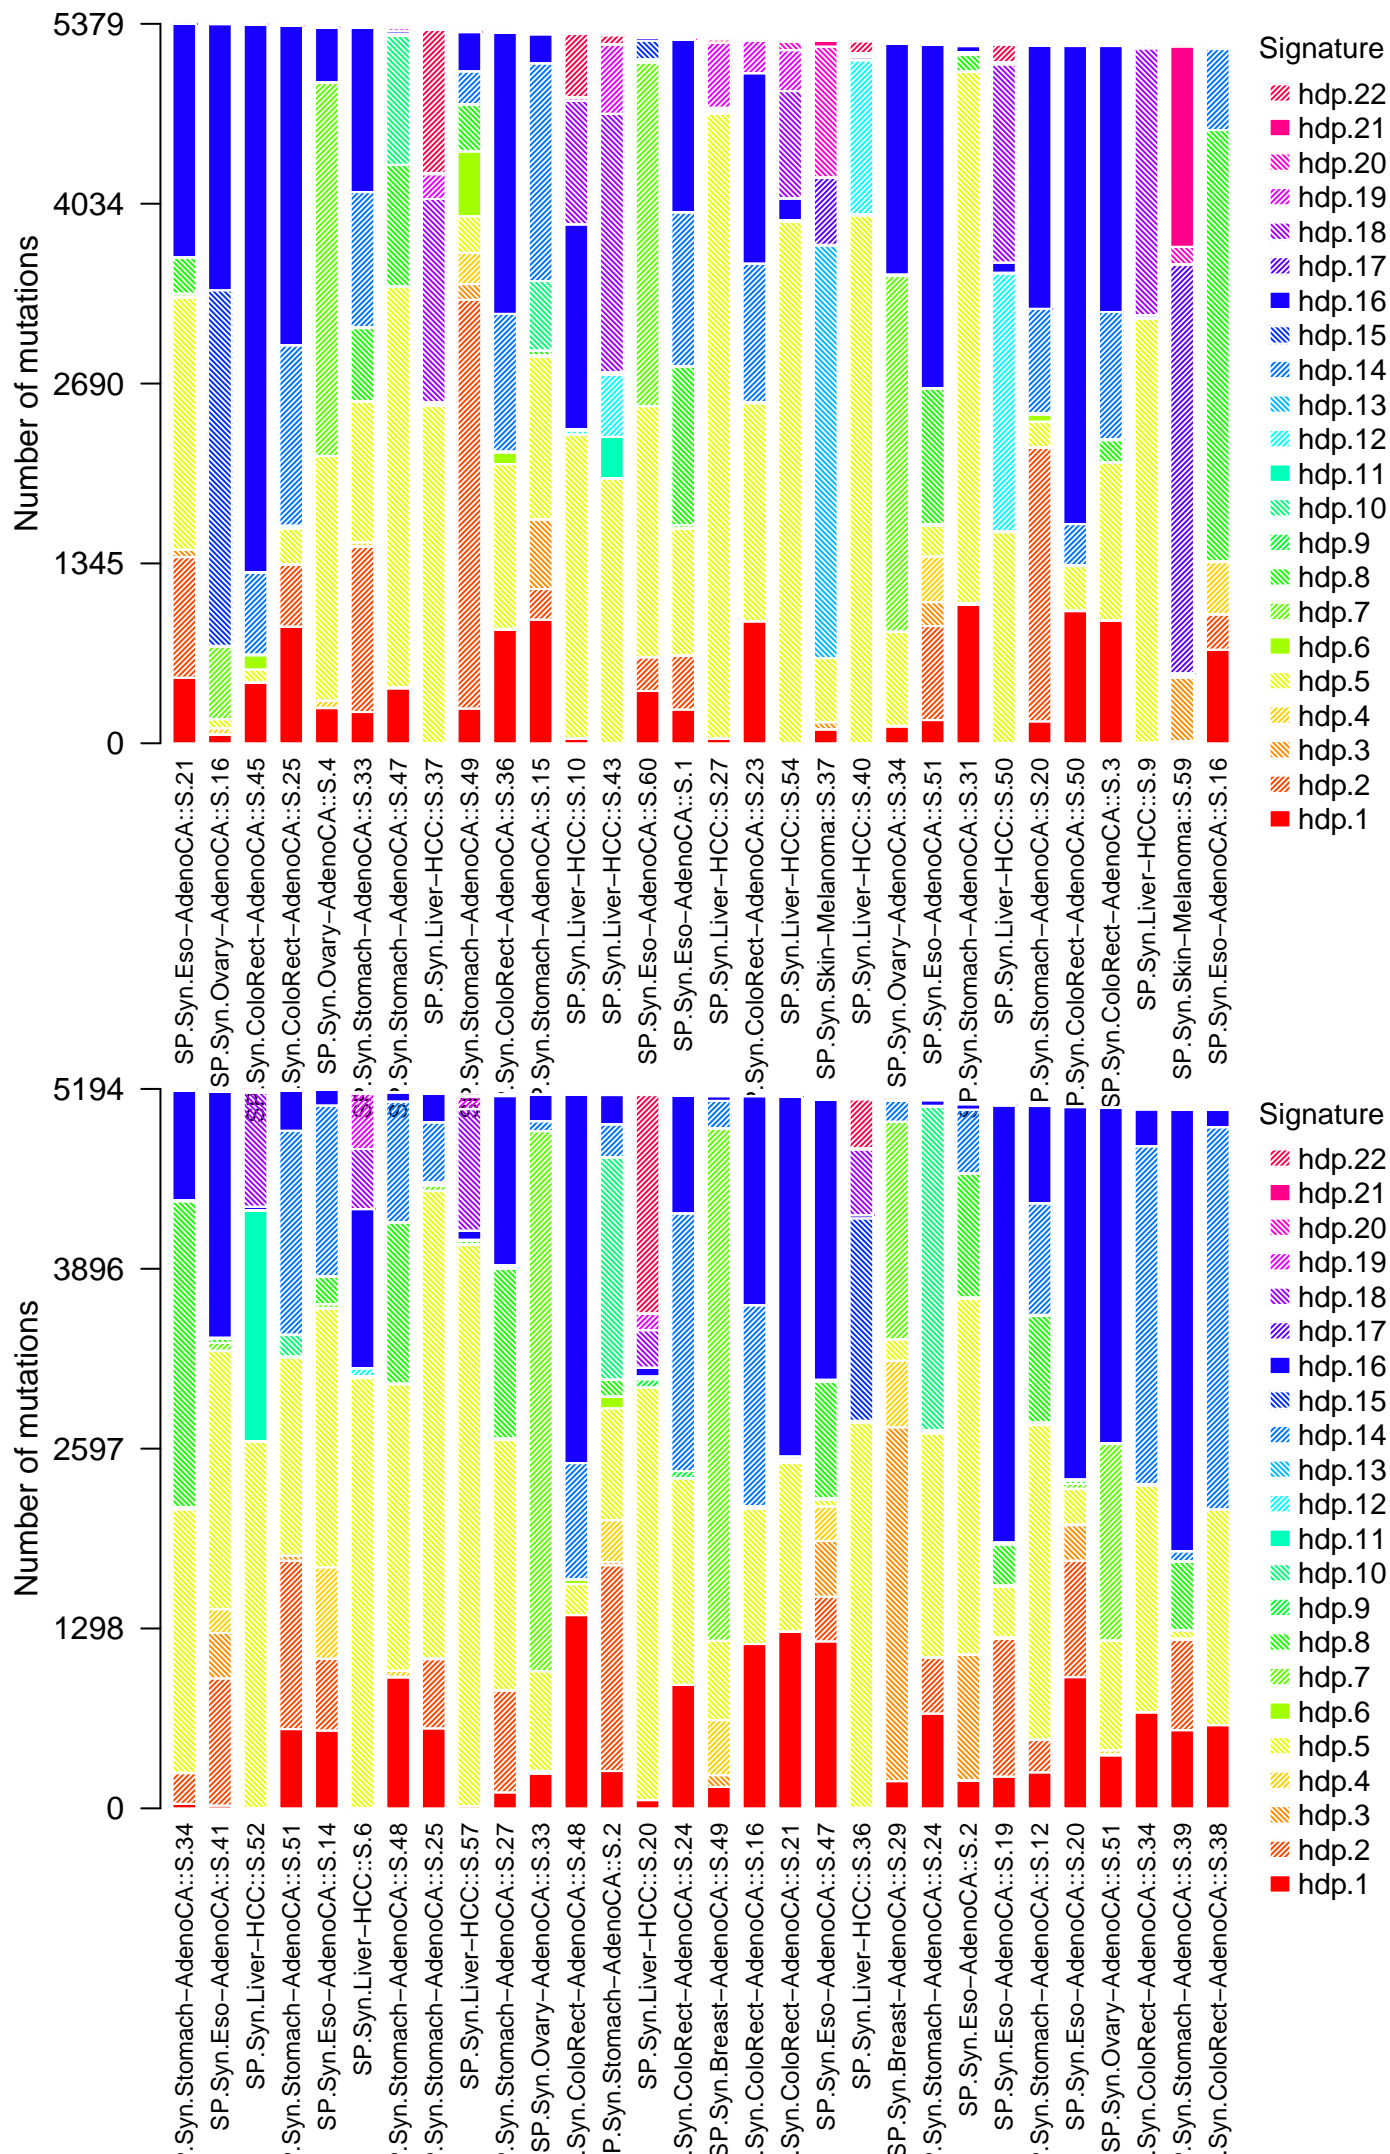 5379
4034
2690
1345
0
Number of mutations
SP.Syn.Eso−AdenoCA::S.21
SP.Syn.Ovary−AdenoCA::S.16
.Syn.ColoRect−AdenoCA::S.45
.Syn.ColoRect−AdenoCA::S.25
SP.Syn.Ovary−AdenoCA::S.4
SP.Syn.Stomach−AdenoCA::S.33
SP.Syn.Stomach−AdenoCA::S.47
SP.Syn.Liver−HCC::S.37
SP.Syn.Stomach−AdenoCA::S.49
.Syn.ColoRect−AdenoCA::S.36
P.Syn.Stomach−AdenoCA::S.15
SP.Syn.Liver−HCC::S.10
SP.Syn.Liver−HCC::S.43
SP.Syn.Eso−AdenoCA::S.60
SP.Syn.Eso−AdenoCA::S.1
SP.Syn.Liver−HCC::S.27
P.Syn.ColoRect−AdenoCA::S.23
SP.Syn.Liver−HCC::S.54
SP.Syn.Skin−Melanoma::S.37
SP.Syn.Liver−HCC::S.40
SP.Syn.Ovary−AdenoCA::S.34
SP.Syn.Eso−AdenoCA::S.51
SP.Syn.Stomach−AdenoCA::S.31
SP.Syn.Liver−HCC::S.50
P.Syn.Stomach−AdenoCA::S.20
P.Syn.ColoRect−AdenoCA::S.50
SP.Syn.ColoRect−AdenoCA::S.3
SP.Syn.Liver−HCC::S.9
SP.Syn.Skin−Melanoma::S.59
SP.Syn.Eso−AdenoCA::S.16
Signature
hdp.22
hdp.21
hdp.20
hdp.19
hdp.18
hdp.17
hdp.16
hdp.15
hdp.14
hdp.13
hdp.12
hdp.11
hdp.10
hdp.9
hdp.8
hdp.7
hdp.6
hdp.5
hdp.4
hdp.3
hdp.2
hdp.1
5194
3896
2597
1298
0
Number of mutations
P.Syn.Stomach−AdenoCA::S.34
SP.Syn.Eso−AdenoCA::S.41
SP.Syn.Liver−HCC::S.52
P.Syn.Stomach−AdenoCA::S.51
SP.Syn.Eso−AdenoCA::S.14
SP.Syn.Liver−HCC::S.6
P.Syn.Stomach−AdenoCA::S.48
P.Syn.Stomach−AdenoCA::S.25
SP.Syn.Liver−HCC::S.57
P.Syn.Stomach−AdenoCA::S.27
SP.Syn.Ovary−AdenoCA::S.33
.Syn.ColoRect−AdenoCA::S.48
P.Syn.Stomach−AdenoCA::S.2
SP.Syn.Liver−HCC::S.20
.Syn.ColoRect−AdenoCA::S.24
SP.Syn.Breast−AdenoCA::S.49
.Syn.ColoRect−AdenoCA::S.16
.Syn.ColoRect−AdenoCA::S.21
SP.Syn.Eso−AdenoCA::S.47
SP.Syn.Liver−HCC::S.36
SP.Syn.Breast−AdenoCA::S.29
P.Syn.Stomach−AdenoCA::S.24
SP.Syn.Eso−AdenoCA::S.2
SP.Syn.Eso−AdenoCA::S.19
P.Syn.Stomach−AdenoCA::S.12
SP.Syn.Eso−AdenoCA::S.20
SP.Syn.Ovary−AdenoCA::S.51
.Syn.ColoRect−AdenoCA::S.34
P.Syn.Stomach−AdenoCA::S.39
.Syn.ColoRect−AdenoCA::S.38
Signature
hdp.22
hdp.21
hdp.20
hdp.19
hdp.18
hdp.17
hdp.16
hdp.15
hdp.14
hdp.13
hdp.12
hdp.11
hdp.10
hdp.9
hdp.8
hdp.7
hdp.6
hdp.5
hdp.4
hdp.3
hdp.2
hdp.1